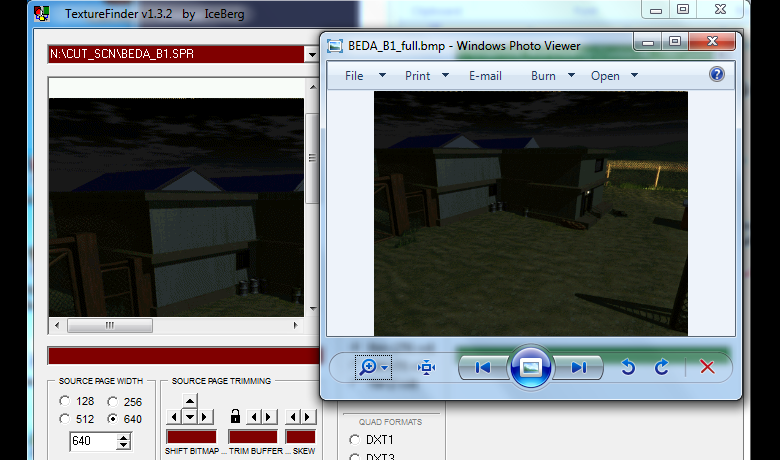 TextureFinder v1.3.2 by IceBerg
N:\CUT_SCN\BEDA_B1.SPR
BEDA_B1_full.bmp - Windows Photo Viewer
File Print E-mail Burn Open
SOURCE PAGE WIDTH
128 256
512 640
640
SOURCE PAGE TRIMMING
SHIFT BITMAP ... TRIM BUFFER ... SKEW
QUAD FORMATS
DXT1
DXT3